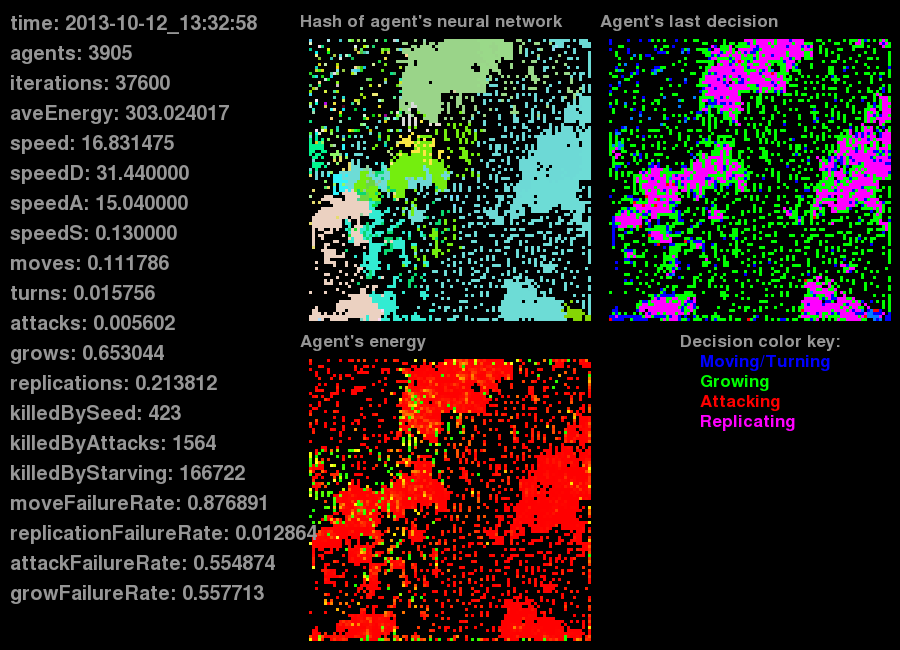 time: 2013-10-12_13:32:58
agents: 3905
iterations: 37600
aveEnergy: 303.024017
speed: 16.831475
speedD: 31.440000
speedA: 15.040000
speedS: 0.130000
moves: 0.111786
turns: 0.015756
attacks: 0.005602
grows: 0.653044
replications: 0.213812
killedBySeed: 423
killedByAttacks: 1564
killedByStarving: 166722
moveFailureRate: 0.876891
replicationFailureRate: 0.012864
attackFailureRate: 0.554874
growFailureRate: 0.557713
Hash of agent's neural network
Agent's last decision
Agent's energy
Decision color key:
Moving/Turning
Growing
Attacking
Replicating